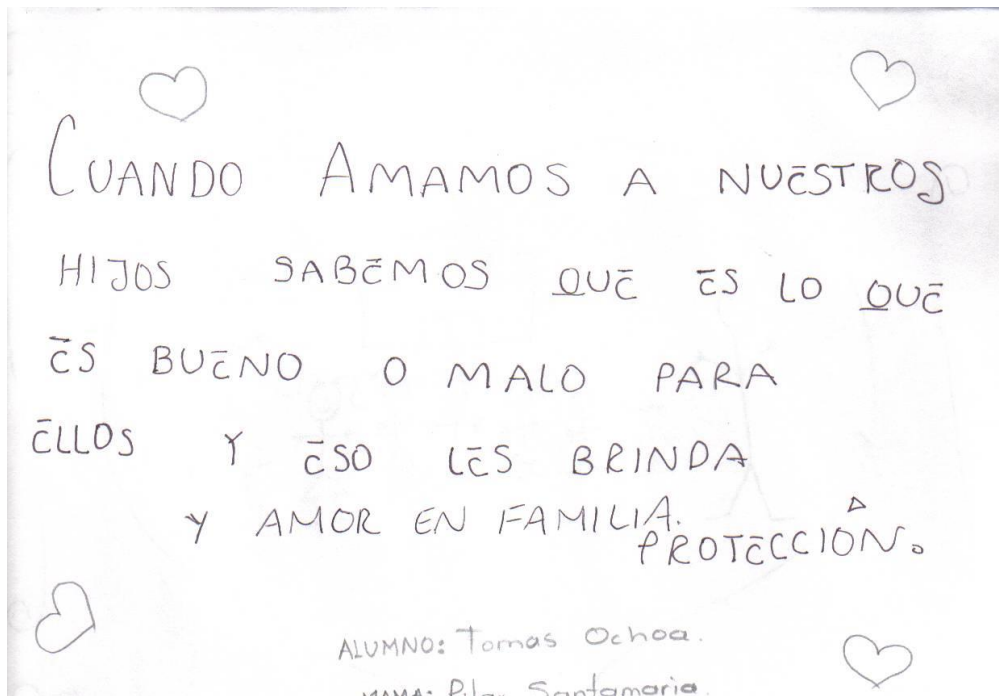 CUANDO AMAMOS A NUESTROS
HIJOS SABEMOS QUE ES LO QUE
ES BUENO O MALO PARA
ELLOS Y ESO LES BRINDA
Y AMOR EN FAMILIA.
PROTECCIÓN.
ALUMNO: Tomas Ochoa.
MAMA: Pilar Santamaria.